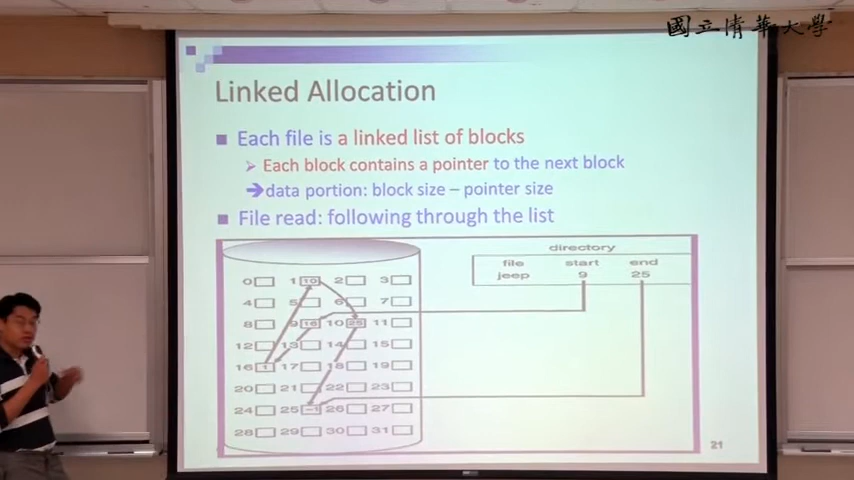 國立清華大學
Linked Allocation
Each file is a linked list of blocks
Each block contains a pointer to the next block
data portion: block size – pointer size
File read: following through the list
directory
file start end
jeep 9 25
0 1 10 2 3
4 5 6 7
8 9 16 10 25 11
12 13 14 15
16 1 17 18 19
20 21 22 23
24 25 -1 26 27
28 29 30 31
21